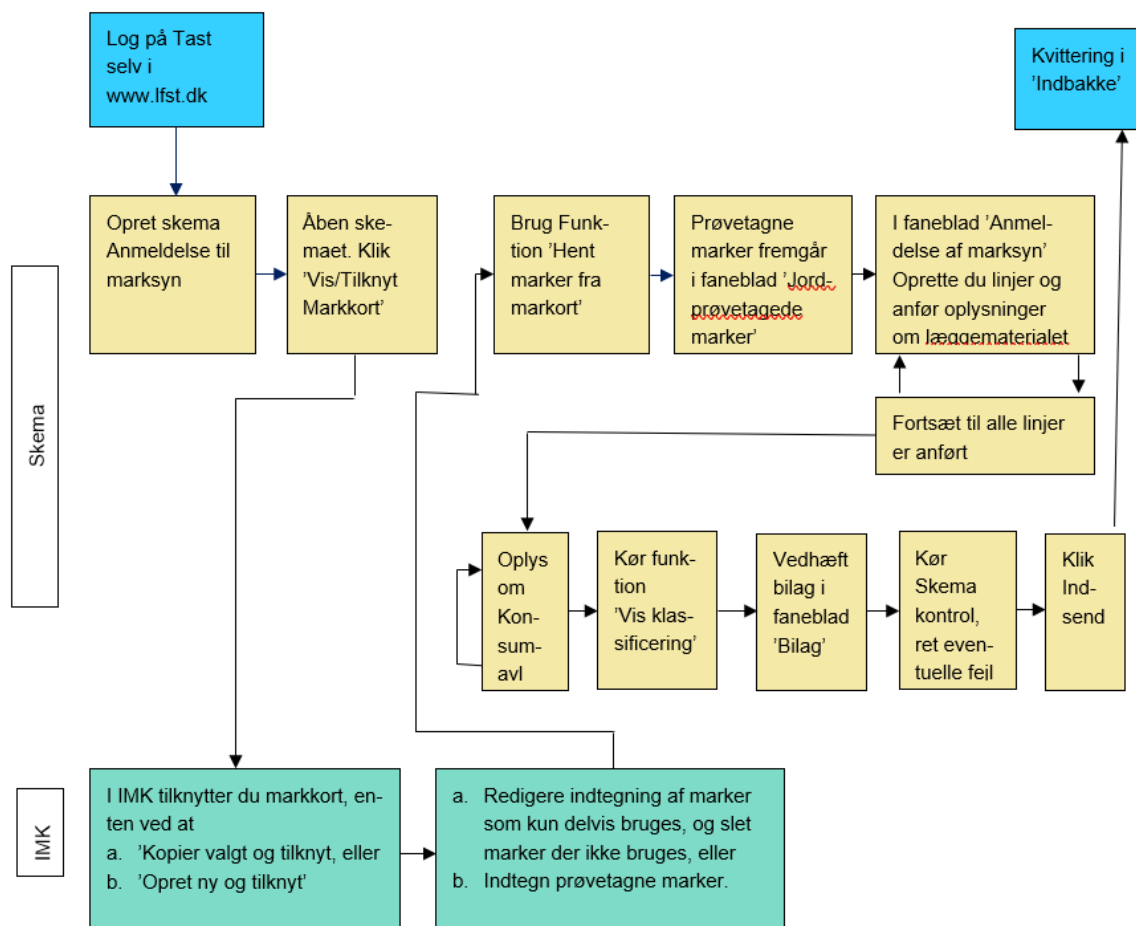 Log på Tast
selv i
www.lfst.dk
Kvittering i
’Indbakke’
Skema
Opret skema
Anmeldelse til
marksyn
Åben ske-
maet. Klik
’Vis/Tilknyt
Markkort’
Brug Funk-
tion ’Hent
marker fra
markort’
Prøvetagne
marker fremgår
i faneblad ’Jord-
prøvetagede
marker’
I faneblad ’Anmel-
delse af marksyn’
Oprette du linjer og
anfør oplysninger
om læggematerialet
Fortsæt til alle linjer
er anført
Oplys
om
Kon-
sum-
avl
Kør funk-
tion
’Vis klas-
sificering’
Vedhæft
bilag i
faneblad
’Bilag’
Kør
Skema
kontrol,
ret even-
tuelle fejl
Klik
Ind-
send
IMK
I IMK tilknytter du markkort, en-
ten ved at
a. ’Kopier valgt og tilknyt, eller
b. ’Opret ny og tilknyt’
a. Redigere indtegning af marker
som kun delvis bruges, og slet
marker der ikke bruges, eller
b. Indtegn prøvetagne marker.